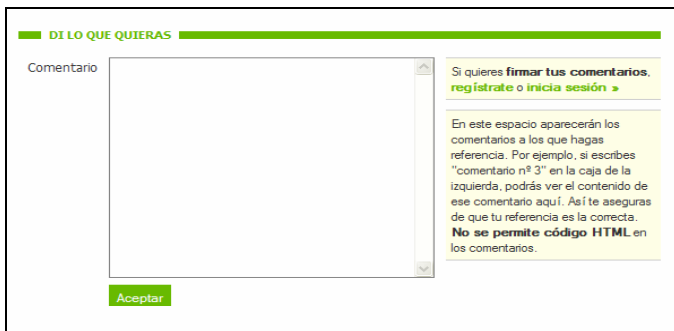 DI LO QUE QUIERAS
Comentario
Si quieres firmar tus comentarios,
regístrate o inicia sesión »
En este espacio aparecerán los
comentarios a los que hagas
referencia. Por ejemplo, si escribes
"comentario nº 3" en la caja de la
izquierda, podrás ver el contenido de
ese comentario aquí. Así te aseguras
de que tu referencia es la correcta.
No se permite código HTML en
los comentarios.
Aceptar